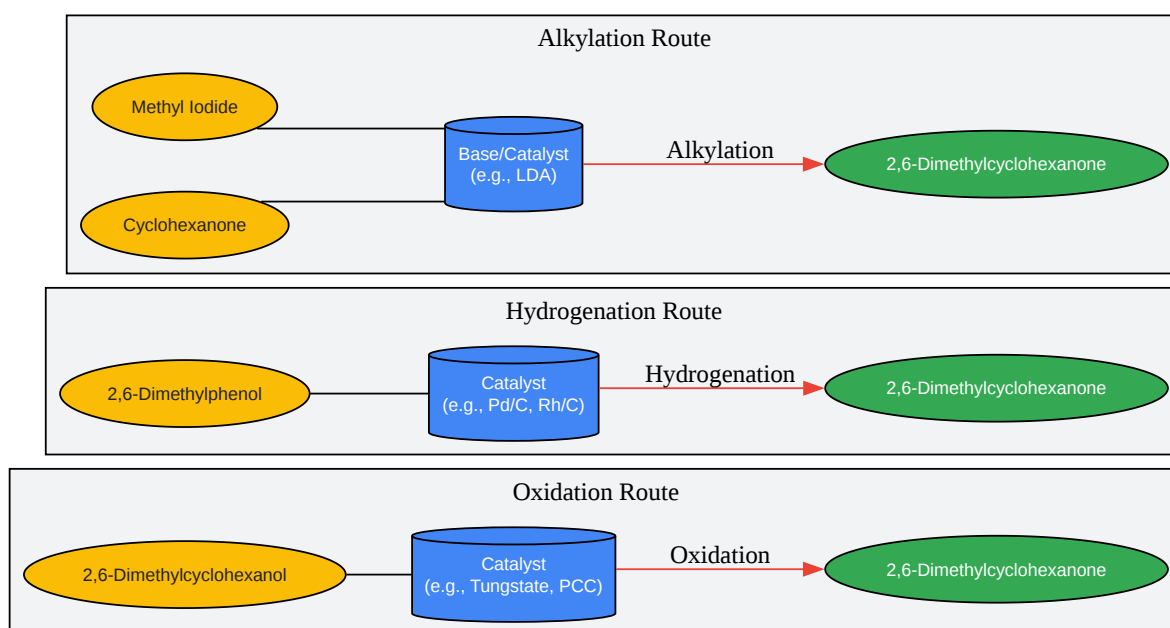 Alkylation Route
Methyl Iodide
Cyclohexanone
Base/Catalyst
(e.g., LDA)
Alkylation
2,6-Dimethylcyclohexanone
Hydrogenation Route
2,6-Dimethylphenol
Catalyst
(e.g., Pd/C, Rh/C)
Hydrogenation
2,6-Dimethylcyclohexanone
Oxidation Route
2,6-Dimethylcyclohexanol
Catalyst
(e.g., Tungstate, PCC)
Oxidation
2,6-Dimethylcyclohexanone